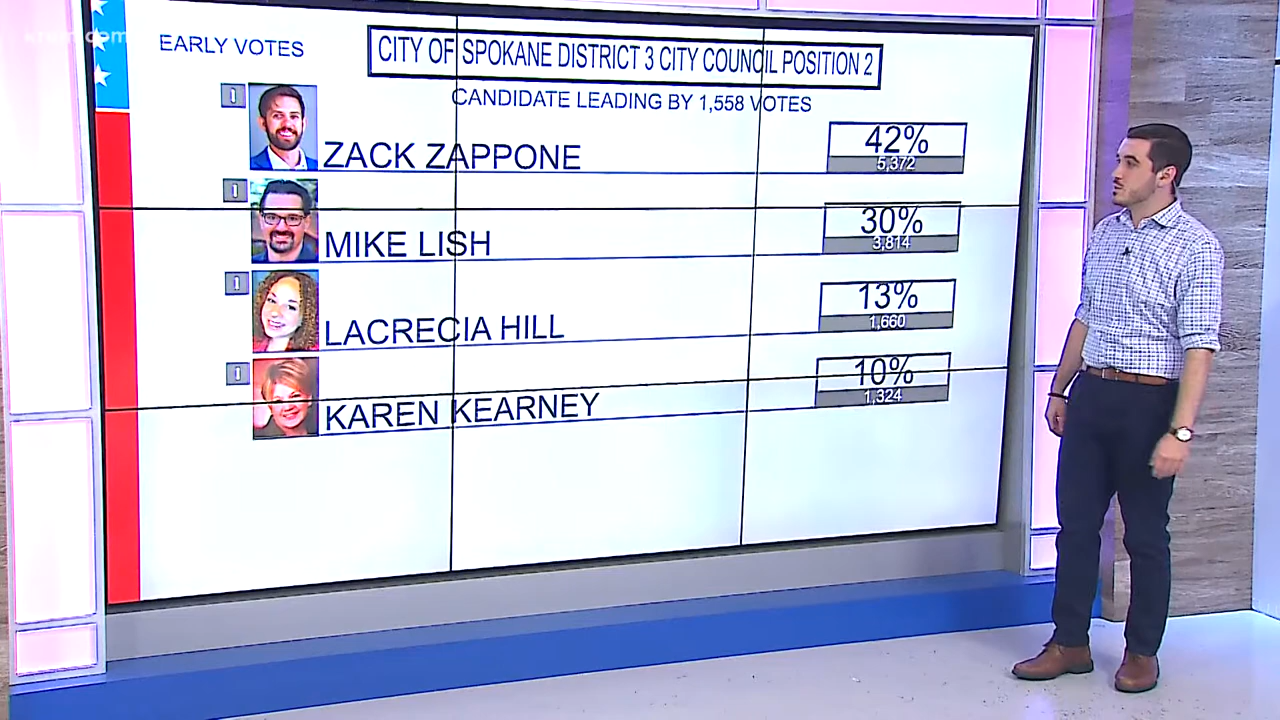 EARLY VOTES
CITY OF SPOKANE DISTRICT 3 CITY COUNCIL POSITION 2
CANDIDATE LEADING BY 1,558 VOTES
ZACK ZAPPONE
42%
5,372
MIKE LISH
30%
3,814
LACRECIA HILL
13%
1,660
KAREN KEARNEY
10%
1,324